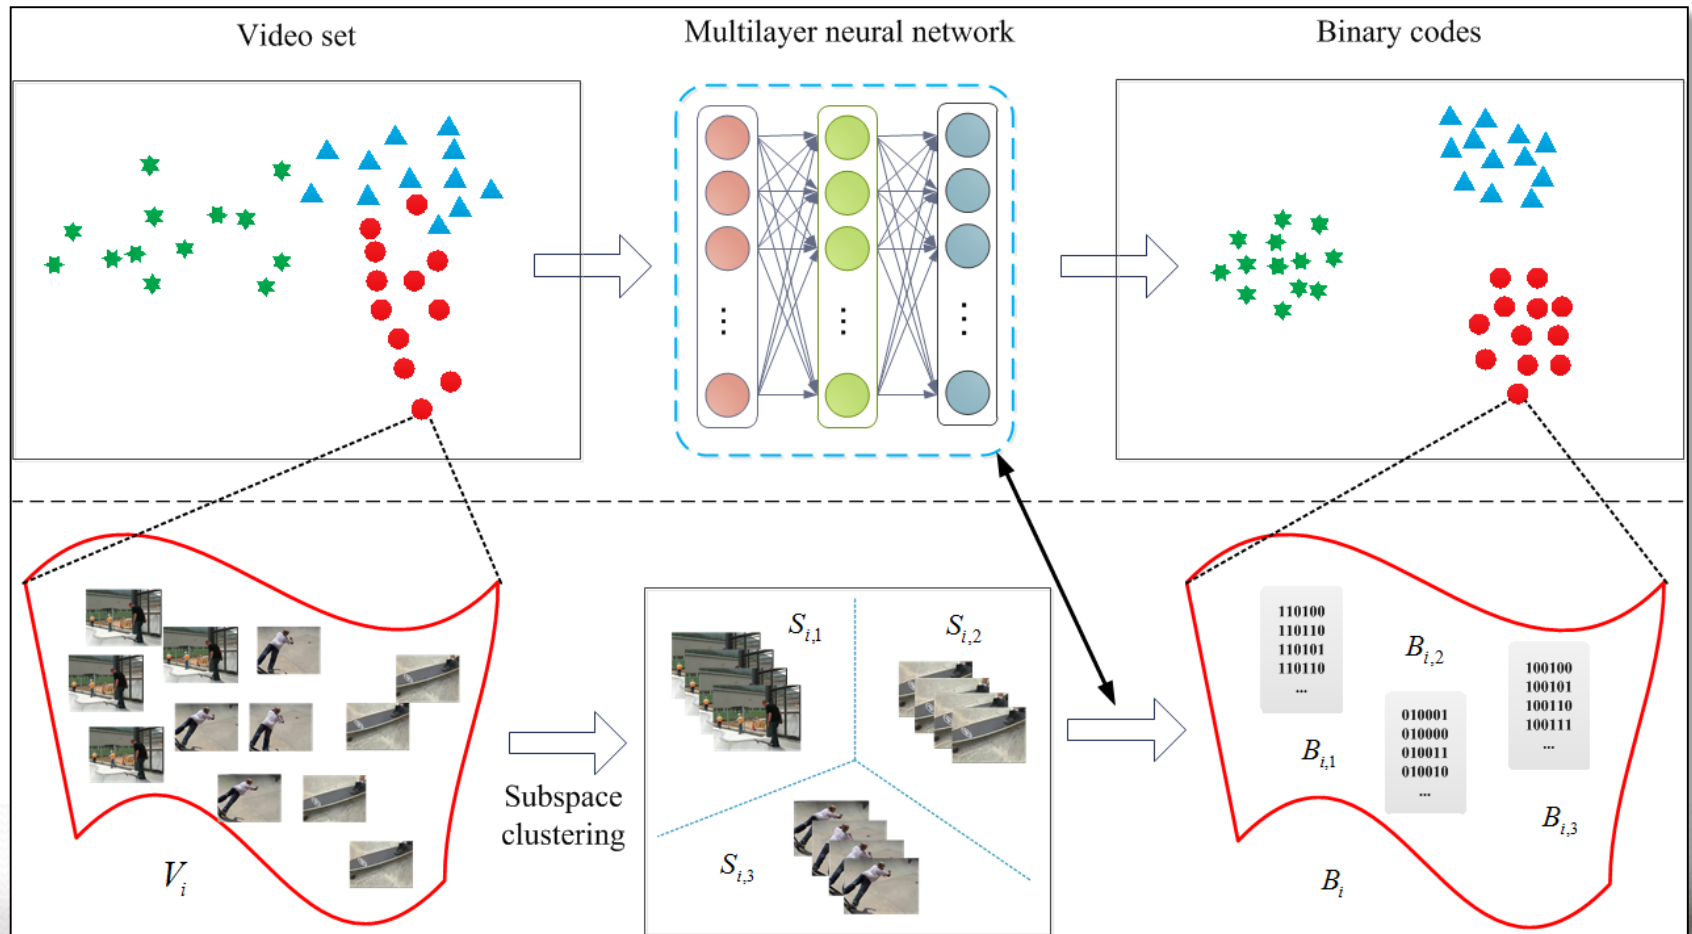 Video set
Multilayer neural network
Binary codes
...
...
...
S_{i,1}
S_{i,2}
S_{i,3}
Subspace
clustering
V_i
110100
110110
110101
110110
...
B_{i,1}
B_{i,2}
010001
010000
010011
010010
...
100100
100101
100110
100111
...
B_{i,3}
B_i